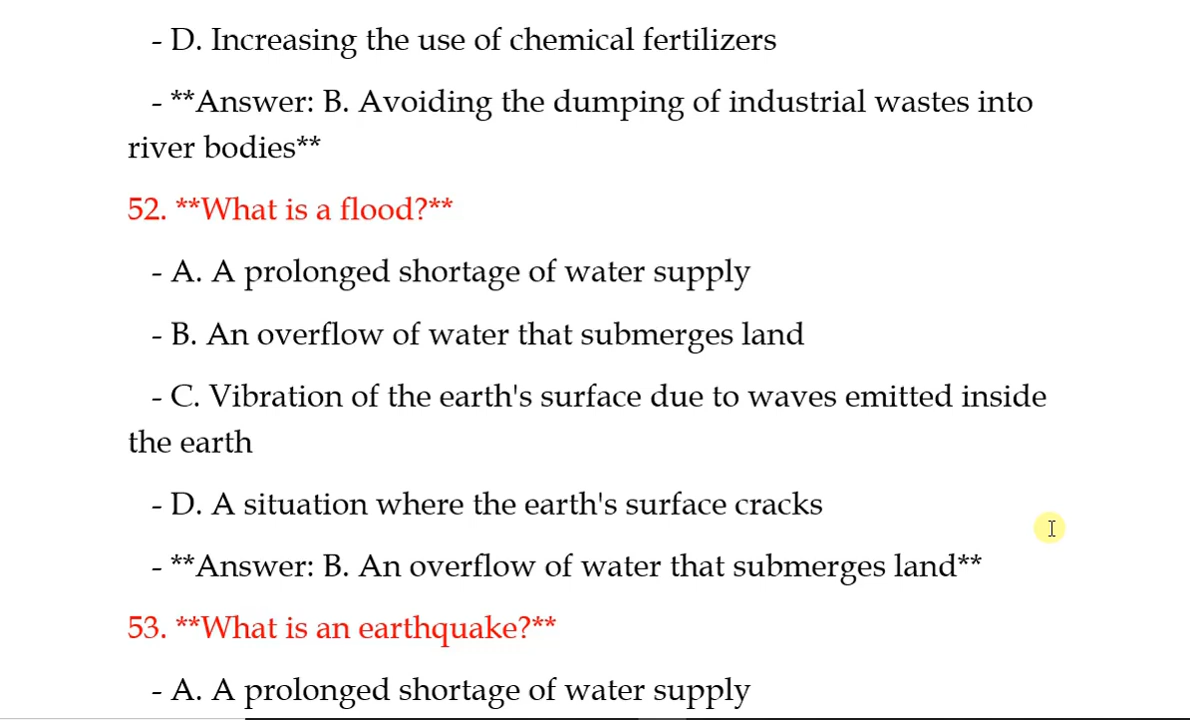 - D. Increasing the use of chemical fertilizers
- **Answer: B. Avoiding the dumping of industrial wastes into
river bodies**
52. **What is a flood?**
- A. A prolonged shortage of water supply
- B. An overflow of water that submerges land
- C. Vibration of the earth's surface due to waves emitted inside
the earth
- D. A situation where the earth's surface cracks
- **Answer: B. An overflow of water that submerges land**
53. **What is an earthquake?**
- A. A prolonged shortage of water supply